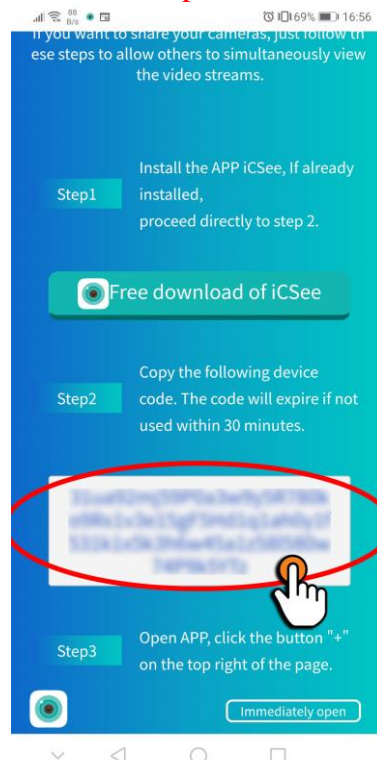 88
B/s
69%
16:56
If you want to share your cameras, just follow th
ese steps to allow others to simultaneously view
the video streams.
Step1
Install the APP iCSee, If already
installed,
proceed directly to step 2.
Free download of iCSee
Step2
Copy the following device
code. The code will expire if not
used within 30 minutes.
Step3
Open APP, click the button "+"
on the top right of the page.
Immediately open